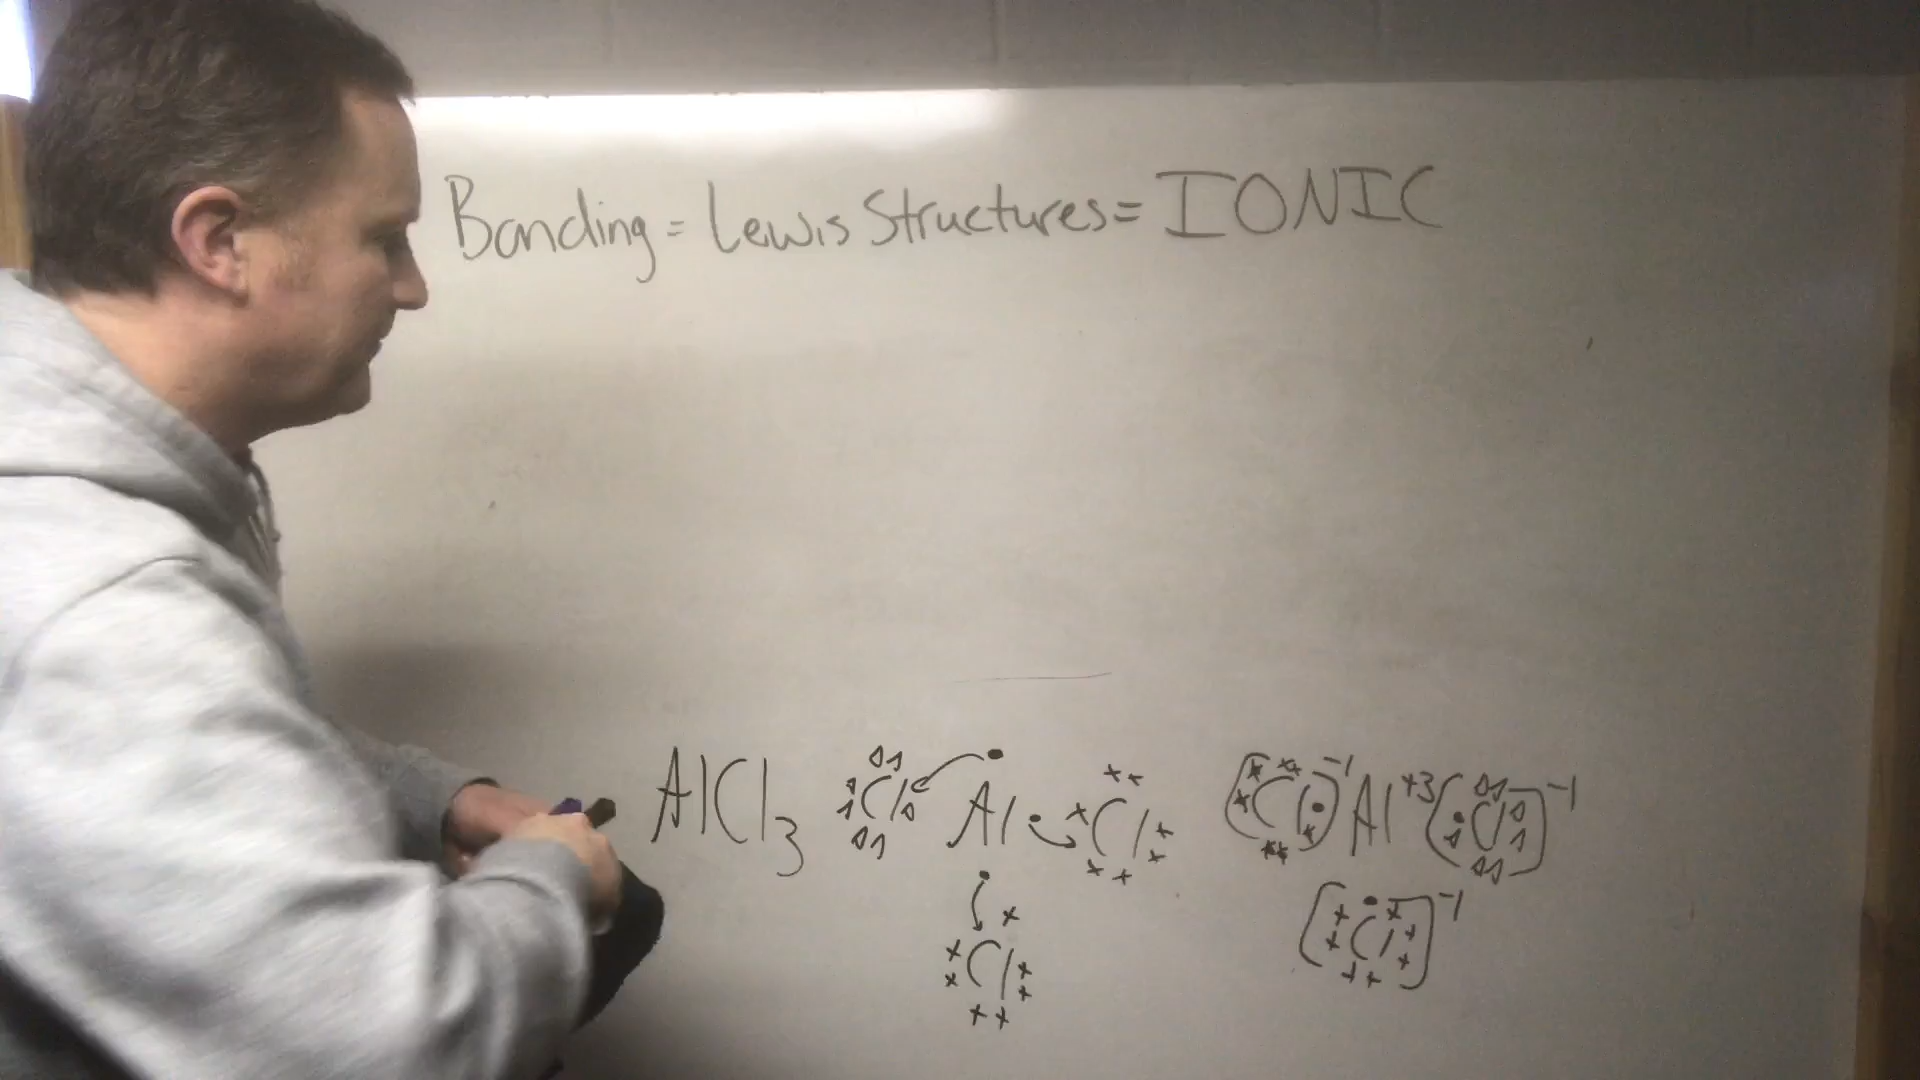 Bonding = Lewis Structures = IONIC
AlCl3 Cl Al Cl Cl -1 Al +3 Cl -1
Cl Cl -1